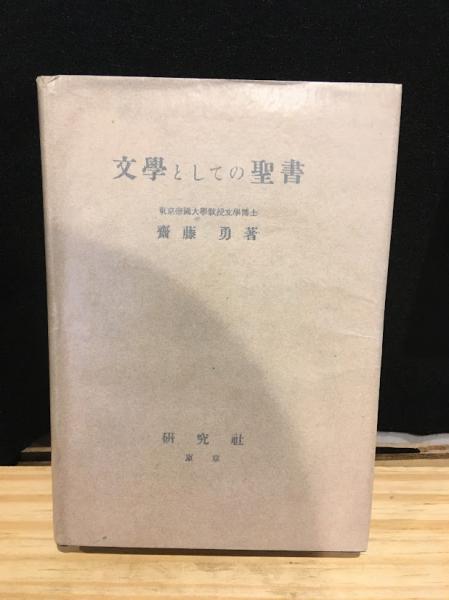 文學としての聖書
東京帝國大學教授文學博士
齋藤勇著
研究社
東京